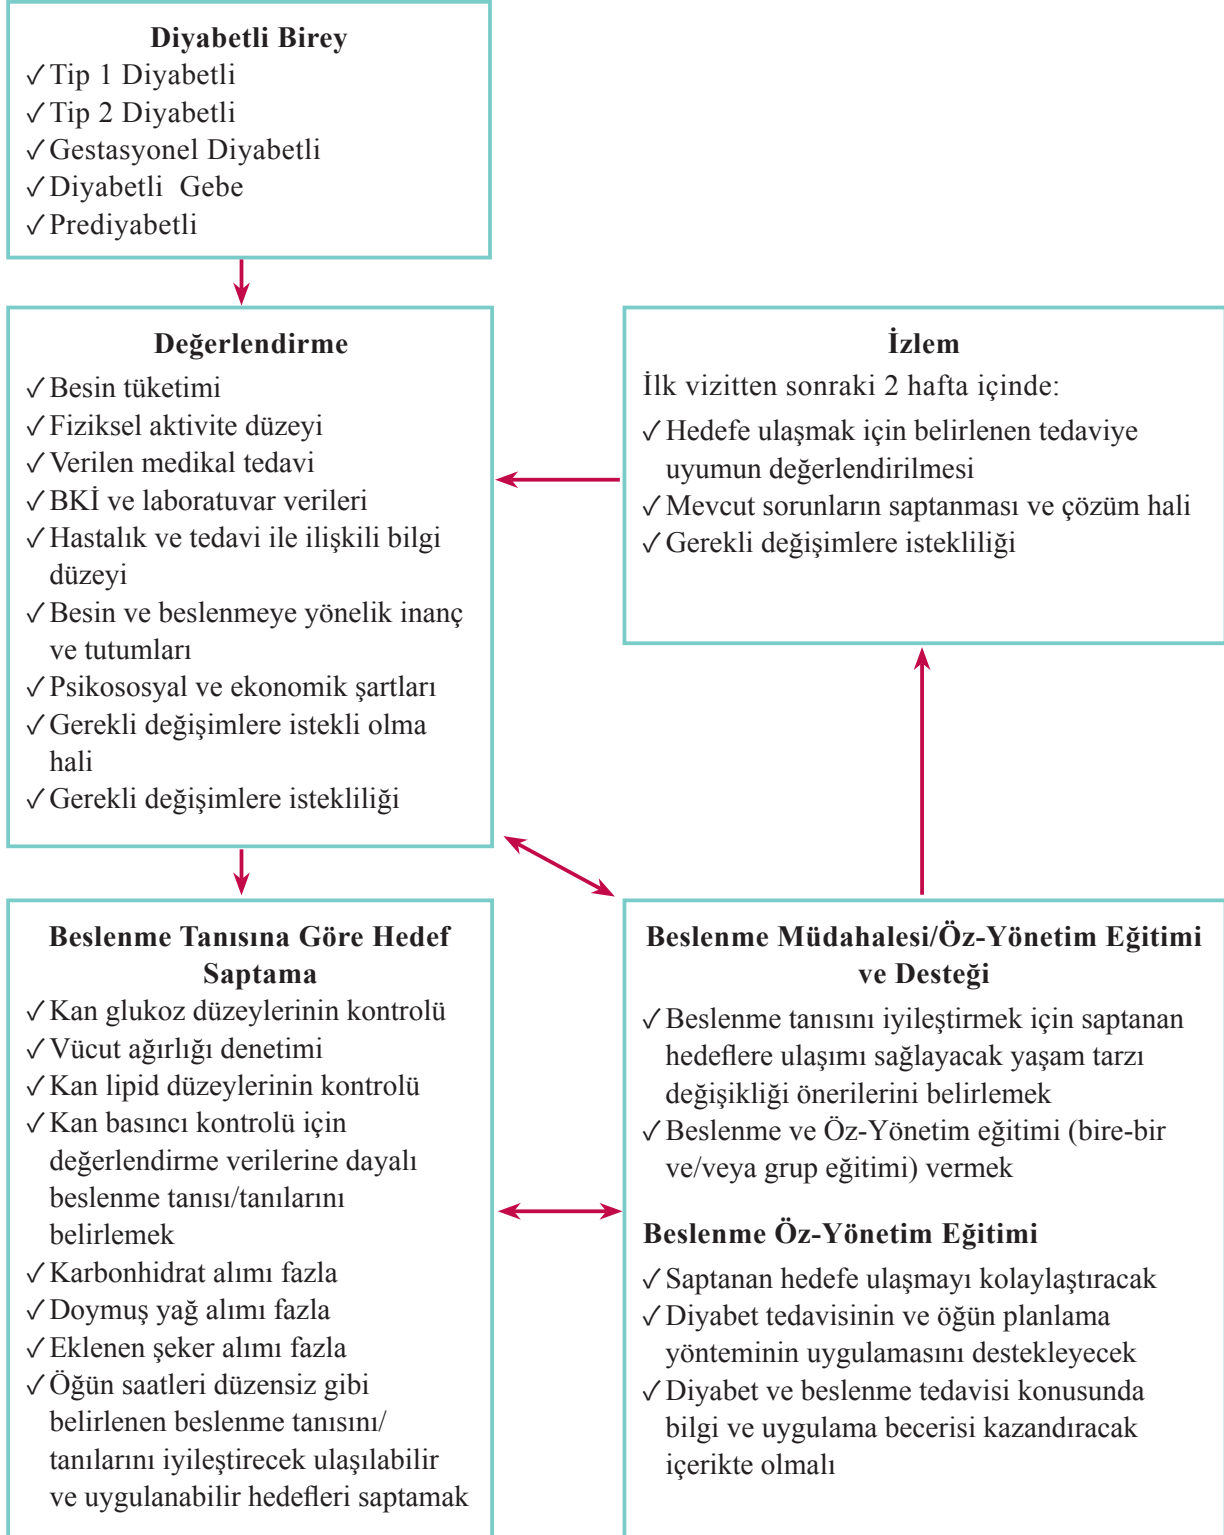 Diyabetli Birey
✓ Tip 1 Diyabetli
✓ Tip 2 Diyabetli
✓ Gestasyonel Diyabetli
✓ Diyabetli Gebe
✓ Prediyabetli
Değerlendirme
✓ Besin tüketimi
✓ Fiziksel aktivite düzeyi
✓ Verilen medikal tedavi
✓ BKİ ve laboratuvar verileri
✓ Hastalık ve tedavi ile ilişkili bilgi
düzeyi
✓ Besin ve beslenmeye yönelik inanç
ve tutumları
✓ Psikososyal ve ekonomik şartları
✓ Gerekli değişimlere istekli olma
hali
✓ Gerekli değişimlere istekliliği
İzlem
İlk vizitten sonraki 2 hafta içinde:
✓ Hedefe ulaşmak için belirlenen tedaviye
uyumun değerlendirilmesi
✓ Mevcut sorunların saptanması ve çözüm hali
✓ Gerekli değişimlere istekliliği
Beslenme Tanısına Göre Hedef
Saptama
✓ Kan glukoz düzeylerinin kontrolü
✓ Vücut ağırlığı denetimi
✓ Kan lipid düzeylerinin kontrolü
✓ Kan basıncı kontrolü için
değerlendirme verilerine dayalı
beslenme tanısı/tanılarını
belirlemek
✓ Karbonhidrat alımı fazla
✓ Doymuş yağ alımı fazla
✓ Eklenen şeker alımı fazla
✓ Öğün saatleri düzensiz gibi
belirlenen beslenme tanısını/
tanılarını iyileştirecek ulaşılabilir
ve uygulanabilir hedefleri saptamak
Beslenme Müdahalesi/Öz-Yönetim Eğitimi
ve Desteği
✓ Beslenme tanısını iyileştirmek için saptanan
hedeflere ulaşımı sağlayacak yaşam tarzı
değişikliği önerilerini belirlemek
✓ Beslenme ve Öz-Yönetim eğitimi (bire-bir
ve/veya grup eğitimi) vermek
Beslenme Öz-Yönetim Eğitimi
✓ Saptanan hedefe ulaşmayı kolaylaştıracak
✓ Diyabet tedavisinin ve öğün planlama
yönteminin uygulamasını destekleyecek
✓ Diyabet ve beslenme tedavisi konusunda
bilgi ve uygulama becerisi kazandıracak
içerikte olmalı